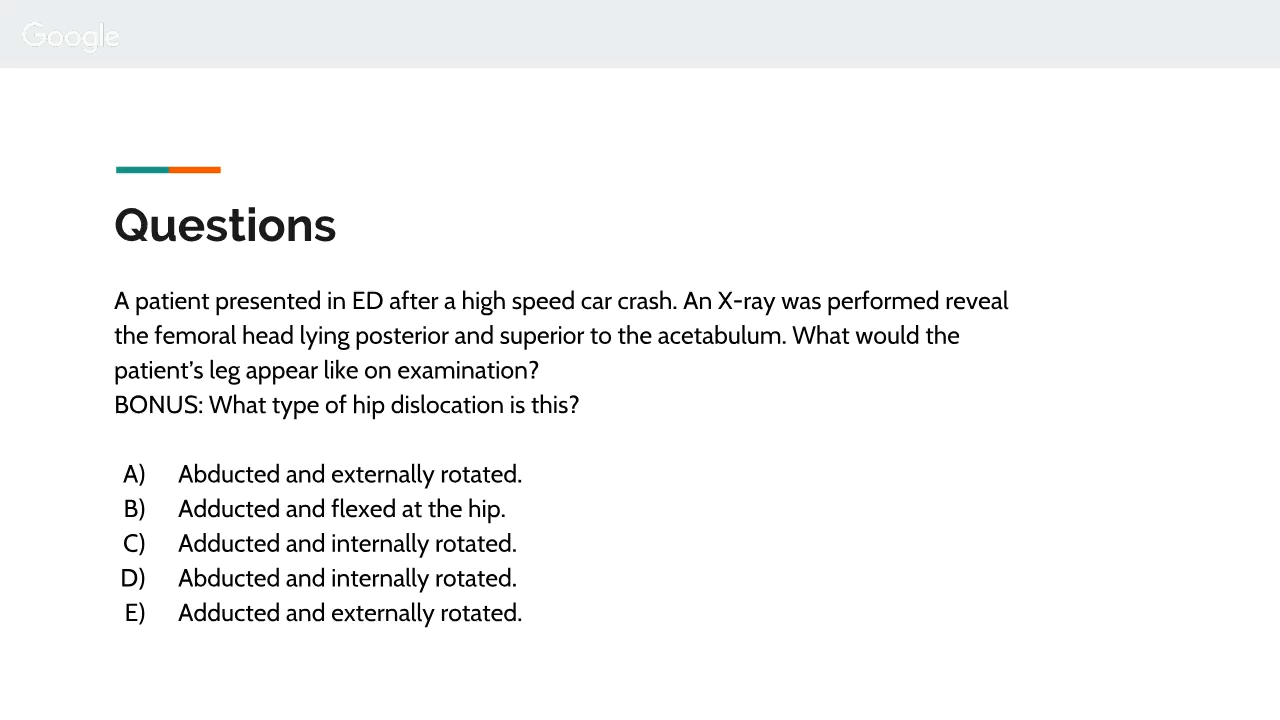 Google
Questions
A patient presented in ED after a high speed car crash. An X-ray was performed reveal
the femoral head lying posterior and superior to the acetabulum. What would the
patient's leg appear like on examination?
BONUS: What type of hip dislocation is this?
A) Abducted and externally rotated.
B) Adducted and flexed at the hip.
C) Adducted and internally rotated.
D) Abducted and internally rotated.
E) Adducted and externally rotated.